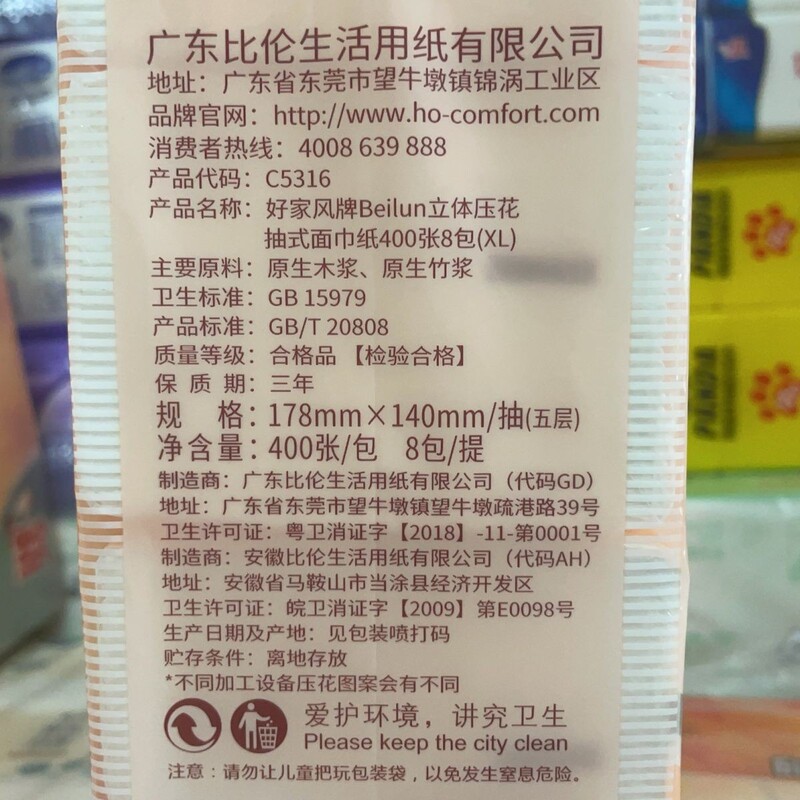 广东比伦生活用纸有限公司
地址：广东省东莞市望牛墩镇锦涡工业区
品牌官网：http://www.ho-comfort.com
消费者热线：4008 639 888
产品代码：C5316
产品名称：好家风牌Beilun立体压花
抽式面巾纸400张8包(XL)
主要原料：原生木浆、原生竹浆
卫生标准：GB 15979
产品标准：GB/T 20808
质量等级：合格品【检验合格】
保 质 期：三年
规 格：178mm×140mm/抽(五层)
净含量：400张/包 8包/提
制造商：广东比伦生活用纸有限公司（代码GD）
地址：广东省东莞市望牛墩镇望牛墩疏港路39号
卫生许可证：粤卫消证字【2018】-11-第0001号
制造商：安徽比伦生活用纸有限公司（代码AH）
地址：安徽省马鞍山市当涂县经济开发区
卫生许可证：皖卫消证字【2009】第E0098号
生产日期及产地：见包装喷打码
贮存条件：离地存放
*不同加工设备压花图案会有不同
爱护环境，讲究卫生
Please keep the city clean
注意：请勿让儿童把玩包装袋，以免发生窒息危险。
PANDA
PANDA